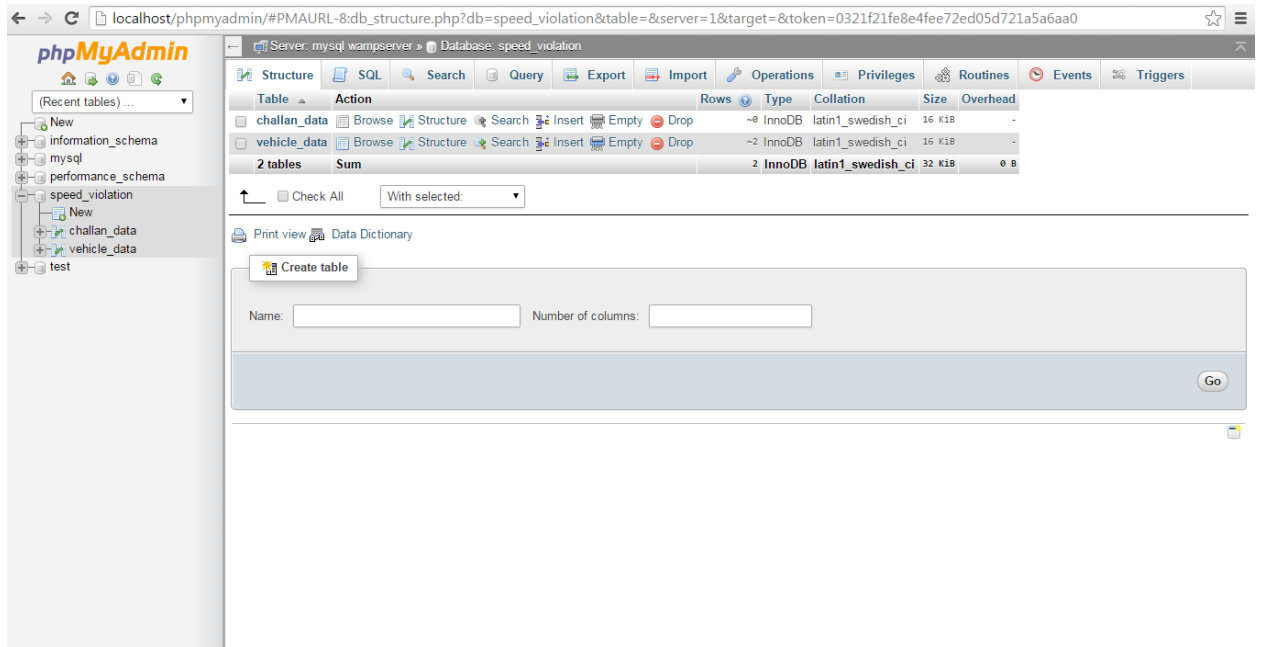 localhost/phpmyadmin/#PMAURL-8:db_structure.php?db=speed_violation&table=&server=1&target=&token=0321f21fe8e4fee72ed05d721a5a6aa0
phpMyAdmin
(Recent tables) ...
New
information_schema
mysql
performance_schema
speed_violation
New
challan_data
vehicle_data
test
Server: mysql wampserver » Database: speed_violation
Structure SQL Search Query Export Import Operations Privileges Routines Events Triggers
Table Action Rows Type Collation Size Overhead
challan_data Browse Structure Search Insert Empty Drop ~0 InnoDB latin1_swedish_ci 16 KiB -
vehicle_data Browse Structure Search Insert Empty Drop ~2 InnoDB latin1_swedish_ci 16 KiB -
2 tables Sum 2 InnoDB latin1_swedish_ci 32 KiB 0 B
Check All With selected:
Print view Data Dictionary
Create table
Name: Number of columns:
Go